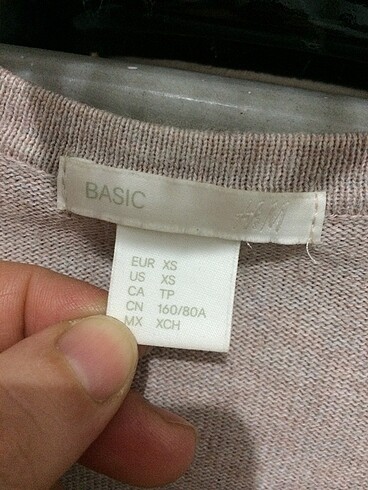 BASIC H&M
EUR XS
US XS
CA TP
CN 160/80A
MX XCH